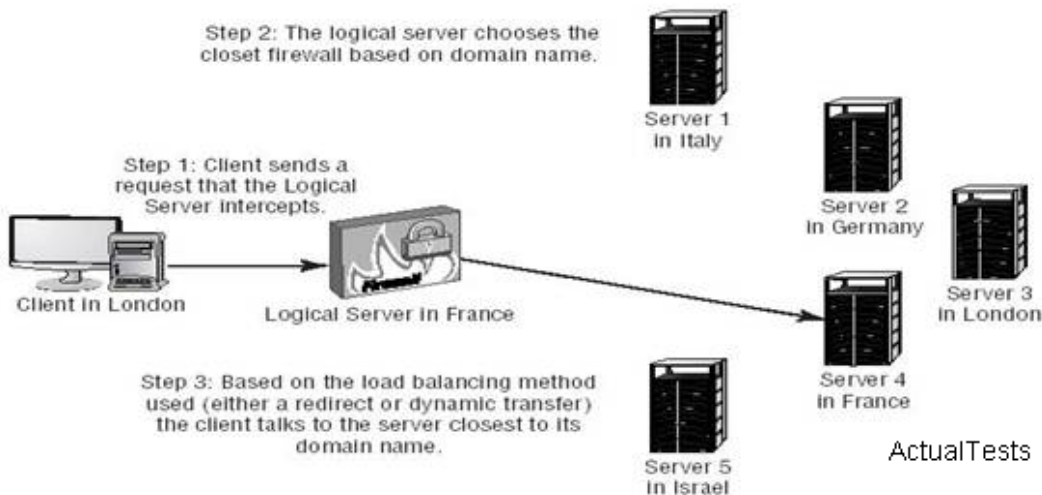 Step 2: The logical server chooses the
closet firewall based on domain name.
Server 1
in Italy
Step 1: Client sends a
request that the Logical
Server intercepts.
Server 2
in Germany
Firewall
Client in London
Logical Server in France
Server 3
in London
Step 3: Based on the load balancing method
used (either a redirect or dynamic transfer)
the client talks to the server closest to its
domain name.
Server 4
in France
Server 5
in Israel
ActualTests